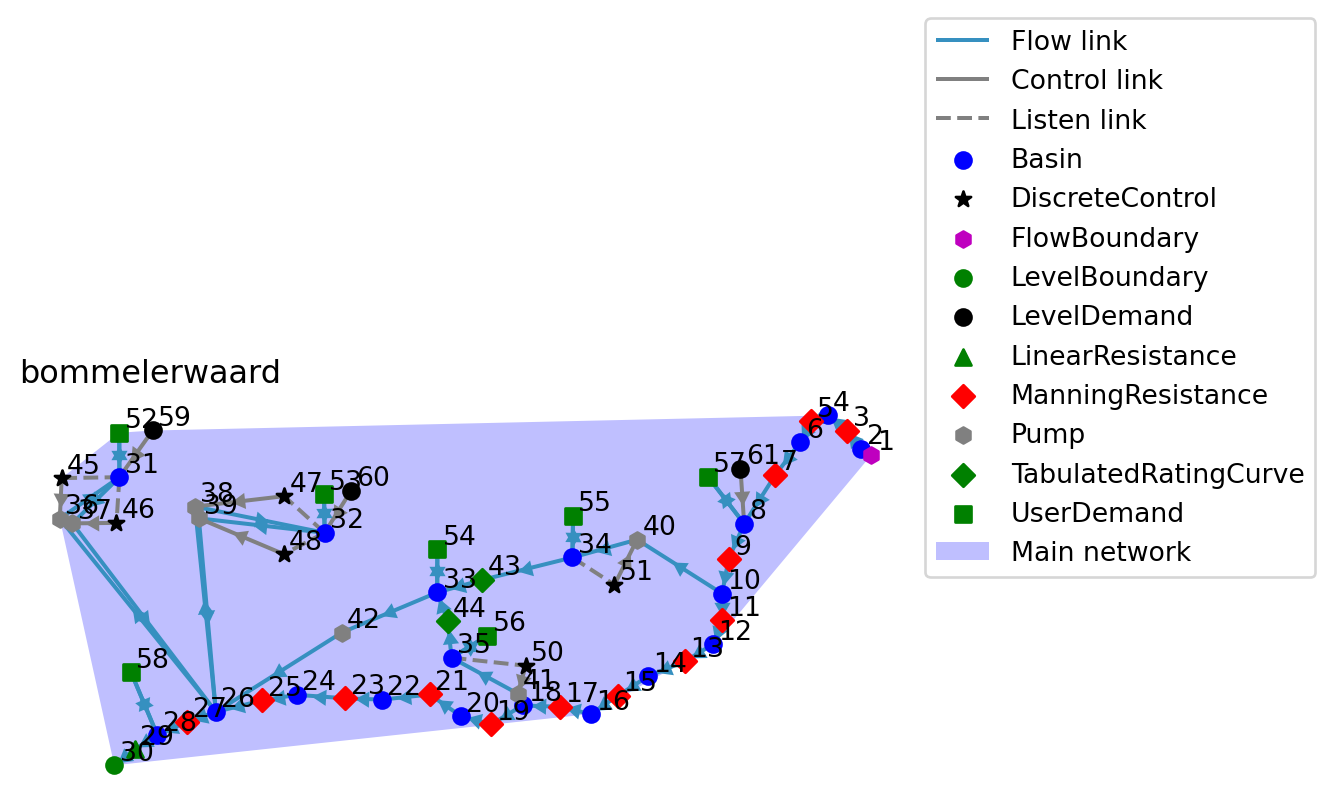 Flow link
Control link
Listen link
Basin
DiscreteControl
FlowBoundary
LevelBoundary
LevelDemand
LinearResistance
ManningResistance
Pump
TabulatedRatingCurve
UserDemand
Main network
bommelerwaard
5 4
52 59
3
6
2 1
45
31
57 61 7
38
47 53 60
36 37
46
39
32
55
8
48
40
54
34
9
43
51
33
10
44
11
42
56
12
35
50
13
58
14
41
15
26 25 24 23 22 21
18 17 16
27
20 19
28
29
30